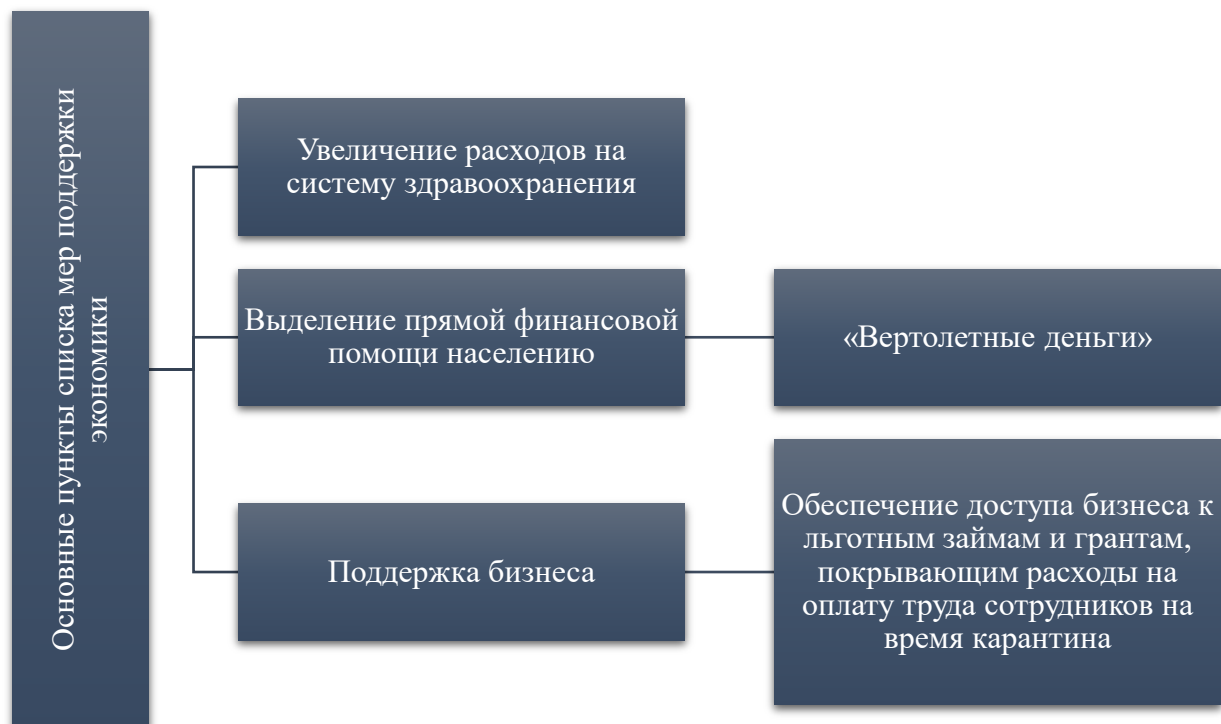 Основные пункты списка мер поддержки
экономики
Увеличение расходов на
систему здравоохранения
Выделение прямой финансовой
помощи населению
«Вертолетные деньги»
Поддержка бизнеса
Обеспечение доступа бизнеса к
льготным займам и грантам,
покрывающим расходы на
оплату труда сотрудников на
время карантина